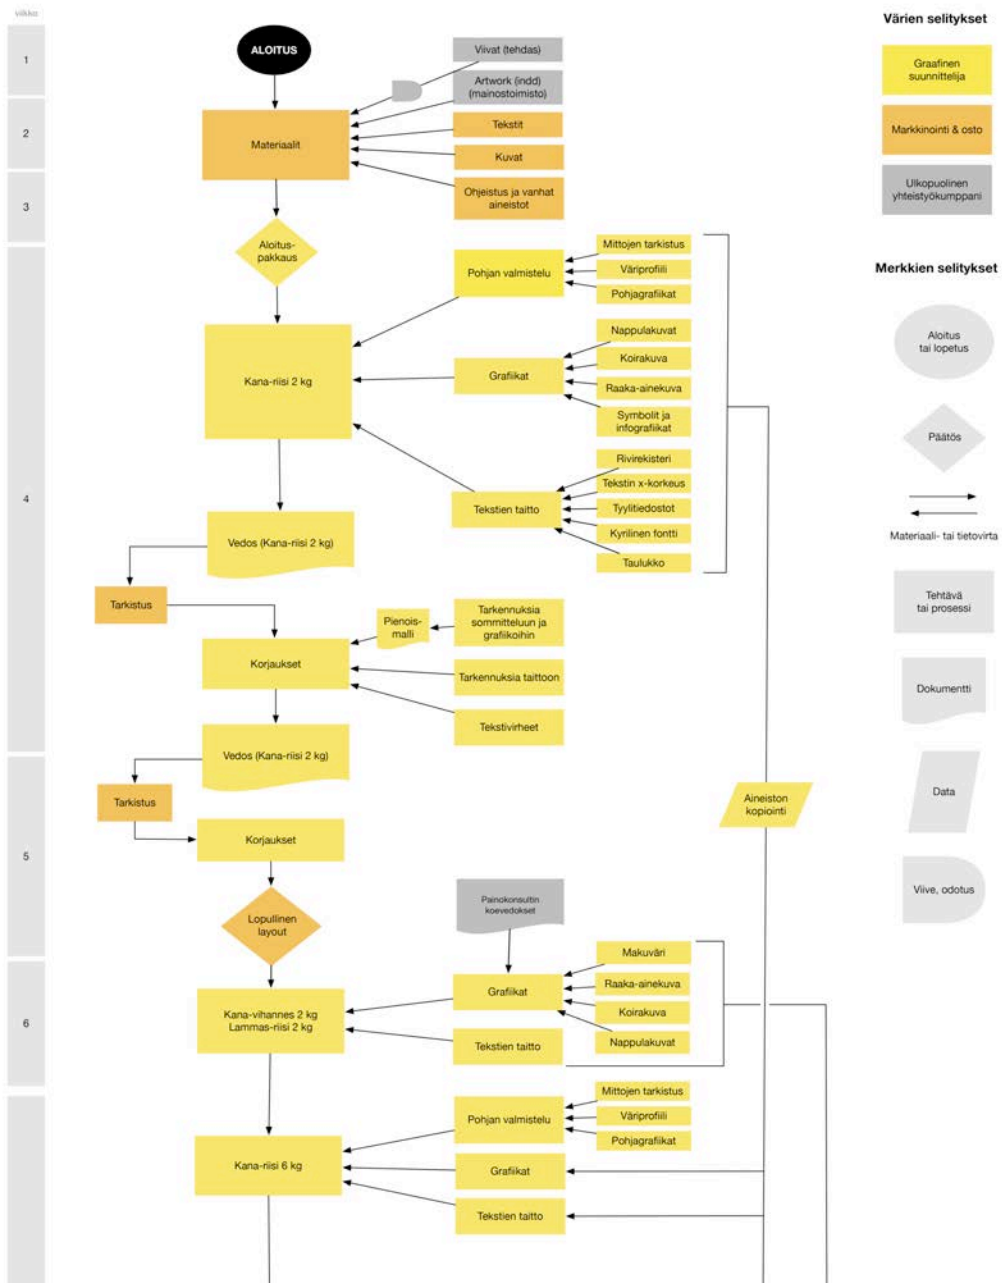 viikko
1
2
3
4
5
6
ALOITUS
Viivat (tehdas)
Artwork (indd)
(mainostoimisto)
Materiaalit
Tekstit
Kuvat
Ohjeistus ja vanhat
aineistot
Aloitus-
pakkaus
Pohjan valmistelu
Mittojen tarkistus
Väriprofiili
Pohjagrafiikat
Kana-riisi 2 kg
Grafiikat
Nappulakuvat
Koirakuva
Raaka-ainekuva
Symbolit ja
infografiikat
Tekstien taitto
Rivirekisteri
Tekstin x-korkeus
Tyylitiedostot
Kyrilinen fontti
Taulukko
Vedos (Kana-riisi 2 kg)
Tarkistus
Korjaukset
Pienois-
malli
Tarkennuksia
sommitteluun ja
grafiikoihin
Tarkennuksia taittoon
Tekstivirheet
Vedos (Kana-riisi 2 kg)
Tarkistus
Korjaukset
Aineiston
kopiointi
Lopullinen
layout
Painokonsultin
koevedokset
Kana-vihannes 2 kg
Lammas-riisi 2 kg
Grafiikat
Makuväri
Raaka-ainekuva
Koirakuva
Nappulakuvat
Tekstien taitto
Kana-riisi 6 kg
Pohjan valmistelu
Mittojen tarkistus
Väriprofiili
Pohjagrafiikat
Grafiikat
Tekstien taitto
Värien selitykset
Graafinen
suunnittelija
Markkinointi & osto
Ulkopuolinen
yhteistyökumppani
Merkkien selitykset
Aloitus
tai lopetus
Päätös
Materiaali- tai tietovirta
Tehtävä
tai prosessi
Dokumentti
Data
Viive, odotus